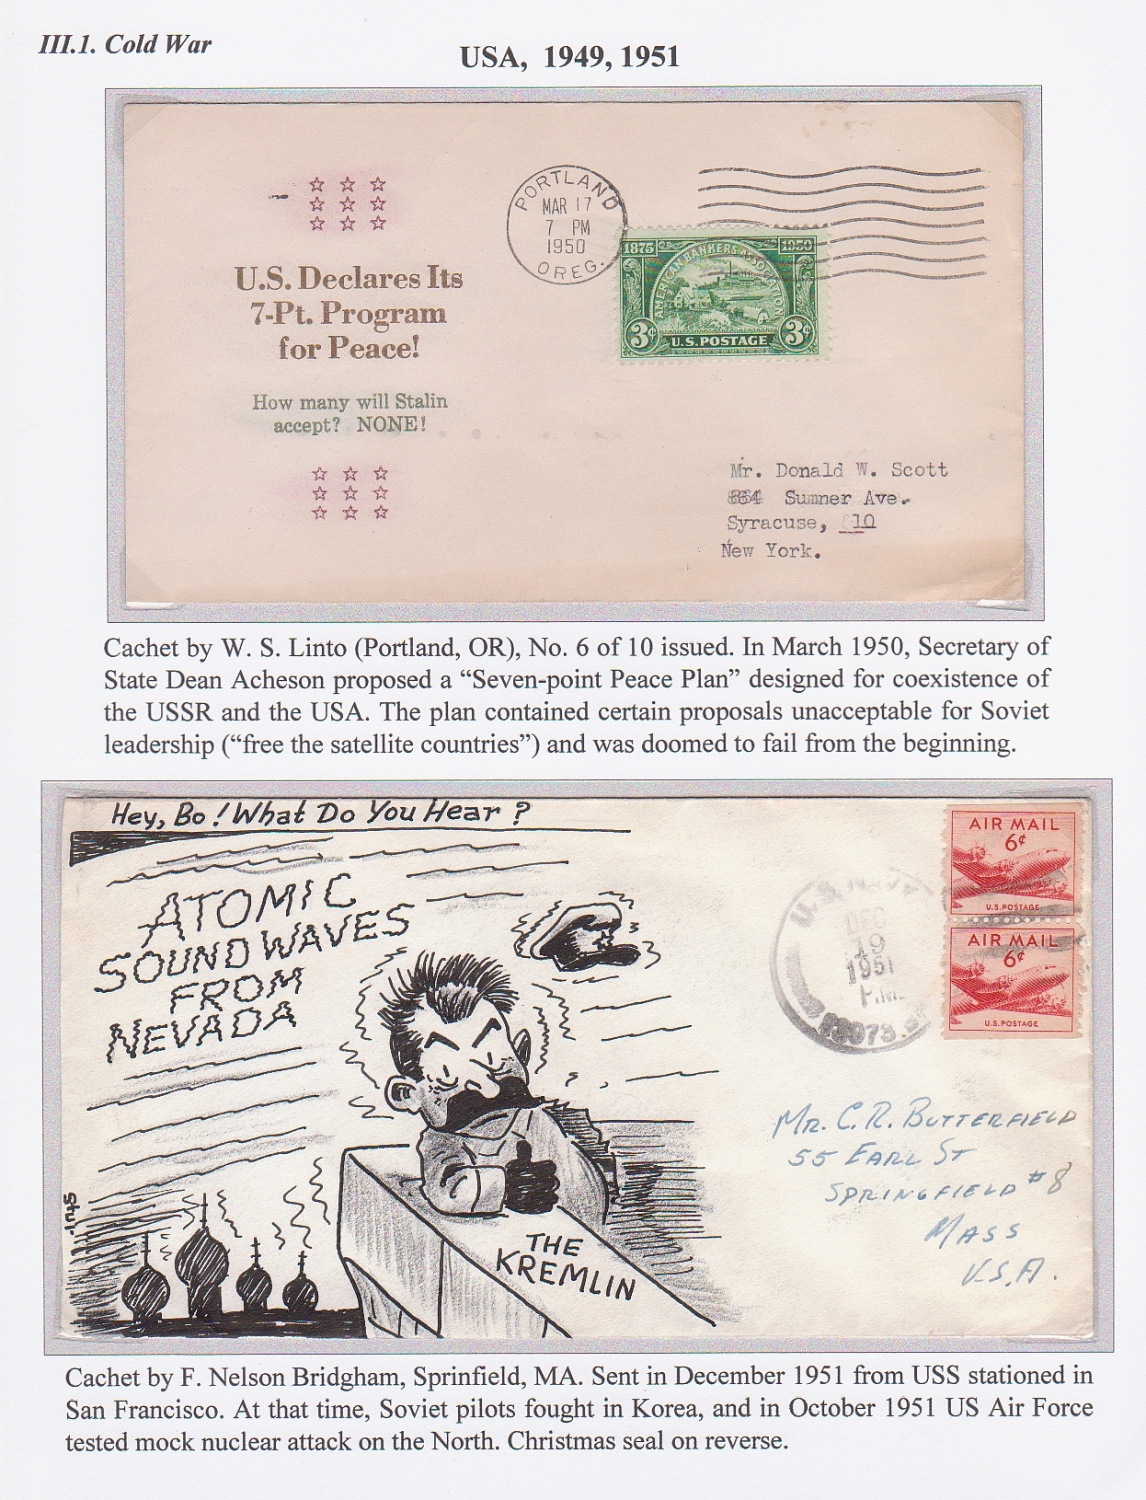 III.1. Cold War
USA, 1949, 1951
U.S. Declares Its
7-Pt. Program
for Peace!
How many will Stalin
accept? NONE!
PORTLAND
MAR 17
7 PM
1950
OREG.
1875 1950
AMERICAN BANKERS ASSOCIATION
3¢ 3¢
U.S. POSTAGE
Mr. Donald W. Scott
864 Sumner Ave.
Syracuse, 10
New York.
Cachet by W. S. Linto (Portland, OR), No. 6 of 10 issued. In March 1950, Secretary of
State Dean Acheson proposed a “Seven-point Peace Plan” designed for coexistence of
the USSR and the USA. The plan contained certain proposals unacceptable for Soviet
leadership (“free the satellite countries”) and was doomed to fail from the beginning.
Hey, Bo! What Do You Hear?
ATOMIC
SOUND WAVES
FROM
NEVADA
THE
KREMLIN
U.S. NAVY
DEC
19
1951
P.M.
AIR MAIL
6¢
U.S. POSTAGE
AIR MAIL
6¢
U.S. POSTAGE
MR. C. R. BUTTERFIELD
55 EARL ST
SPRINGFIELD #8
MASS
U.S.A.
Cachet by F. Nelson Bridgham, Sprinfield, MA. Sent in December 1951 from USS stationed in
San Francisco. At that time, Soviet pilots fought in Korea, and in October 1951 US Air Force
tested mock nuclear attack on the North. Christmas seal on reverse.